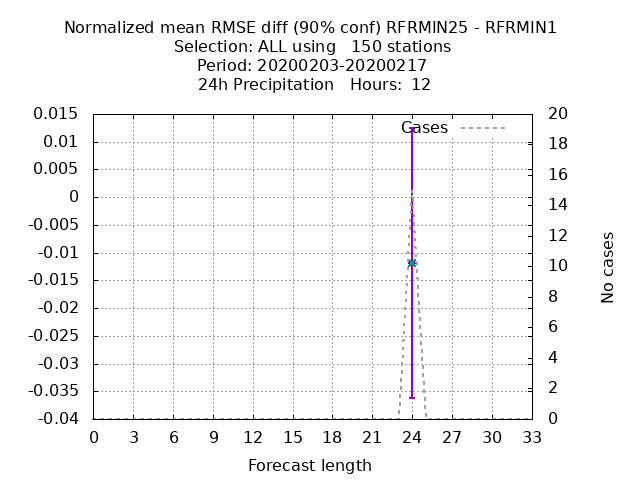 Normalized mean RMSE diff (90% conf) RFRMIN25 - RFRMIN1
Selection: ALL using   150 stations
Period: 20200203-20200217
24h Precipitation   Hours:  12
Cases
0.015
0.01
0.005
0
-0.005
-0.01
-0.015
-0.02
-0.025
-0.03
-0.035
-0.04
20
18
16
14
12
10
8
6
4
2
0
No cases
0 3 6 9 12 15 18 21 24 27 30 33
Forecast length